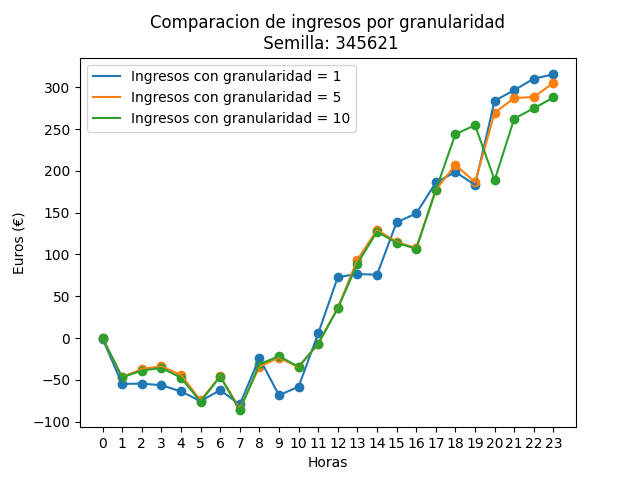 Comparacion de ingresos por granularidad
Semilla: 345621
Ingresos con granularidad = 1
Ingresos con granularidad = 5
Ingresos con granularidad = 10
300
250
200
150
100
50
0
−50
−100
Euros (€)
0 1 2 3 4 5 6 7 8 9 10 11 12 13 14 15 16 17 18 19 20 21 22 23
Horas